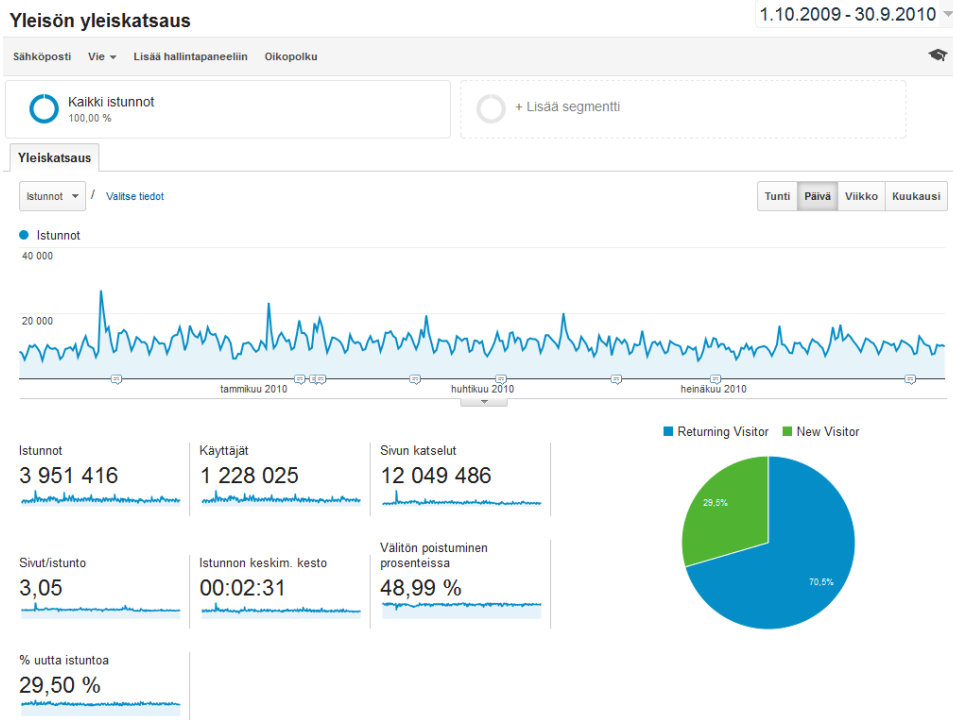 Yleisön yleiskatsaus
1.10.2009 - 30.9.2010
Sähköposti Vie Lisää hallintapaneeliin Oikopolku
Kaikki istunnot
100,00 %
+ Lisää segmentti
Yleiskatsaus
Istunnot / Valitse tiedot
Tunti Päivä Viikko Kuukausi
Istunnot
40 000
20 000
tammikuu 2010 huhtikuu 2010 heinäkuu 2010
Returning Visitor New Visitor
Istunnot
3 951 416
Käyttäjät
1 228 025
Sivun katselut
12 049 486
29,5%
70,5%
Sivut/istunto
3,05
Istunnon keskim. kesto
00:02:31
Välitön poistuminen
prosenteissa
48,99 %
% uutta istuntoa
29,50 %